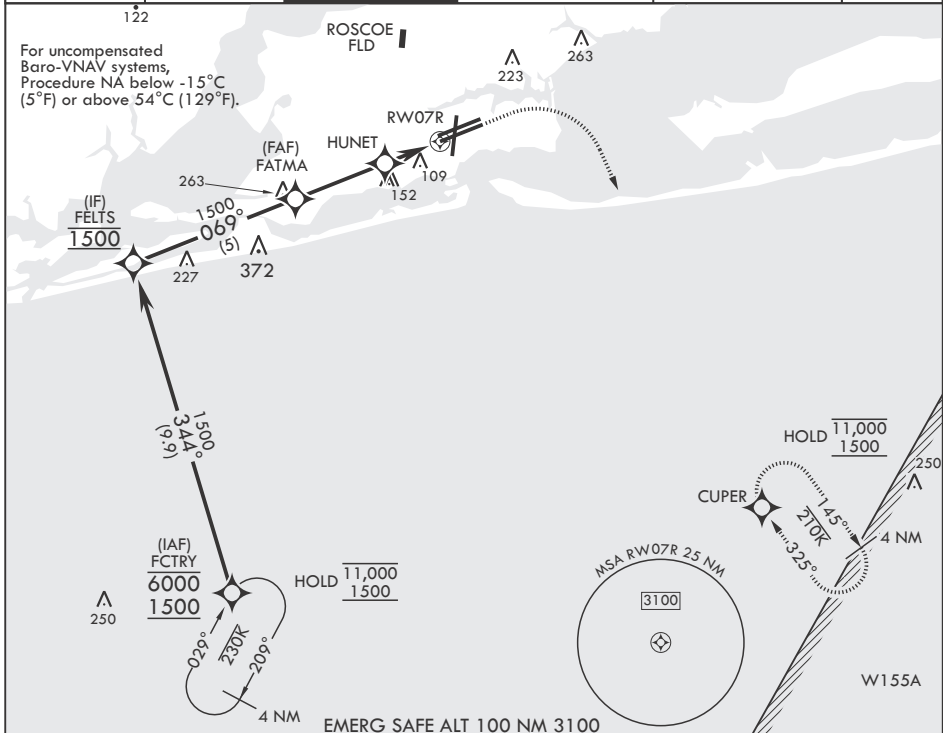 122
For uncompensated
Baro-VNAV systems,
Procedure NA below -15°C
(5°F) or above 54°C (129°F).
ROSCOE
FLD
223
263
RW07R
HUNET
(FAF)
FATMA
263
109
152
(IF)
FELTS
1500
1500
069°
(5)
227
372
1500
344°
(9.9)
HOLD 11,000
1500
250
CUPER
145°
210K
325°
4 NM
(IAF)
FCTRY
6000
1500
HOLD 11,000
1500
250
029°
230K
209°
4 NM
MSA RW07R 25 NM
3100
W155A
EMERG SAFE ALT 100 NM 3100